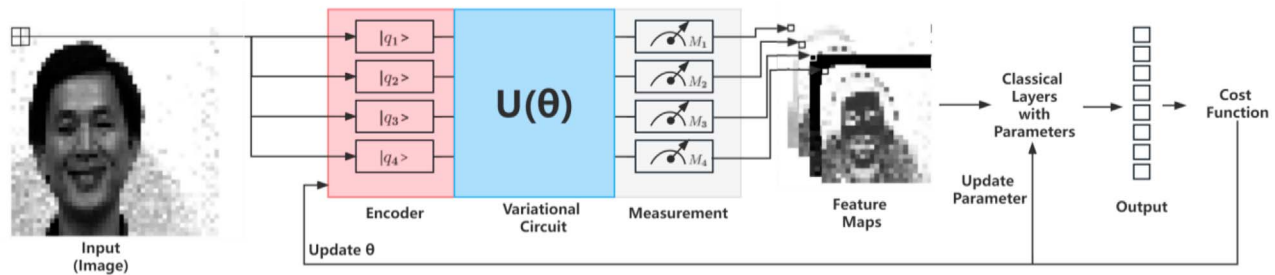 |q1>
|q2>
|q3>
|q4>
U(θ)
M1
M2
M3
M4
Encoder
Variational
Circuit
Measurement
Feature
Maps
Classical
Layers
with
Parameters
Update
Parameter
Output
Cost
Function
Update θ
Input
(Image)